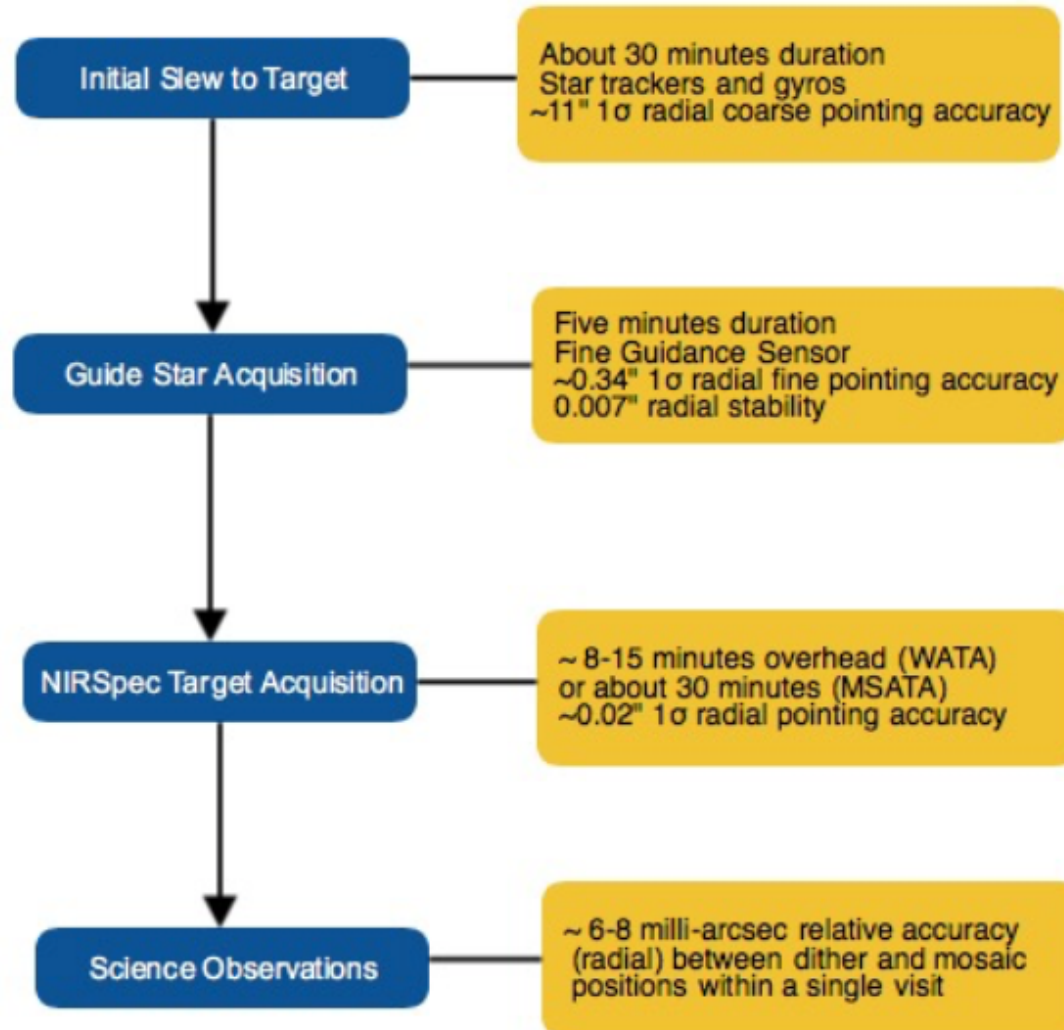 Initial Slew to Target
About 30 minutes duration
Star trackers and gyros
~11" 1σ radial coarse pointing accuracy
Guide Star Acquisition
Five minutes duration
Fine Guidance Sensor
~0.34" 1σ radial fine pointing accuracy
0.007" radial stability
NIRSpec Target Acquisition
~ 8-15 minutes overhead (WATA)
or about 30 minutes (MSATA)
~0.02" 1σ radial pointing accuracy
Science Observations
~ 6-8 milli-arcsec relative accuracy
(radial) between dither and mosaic
positions within a single visit